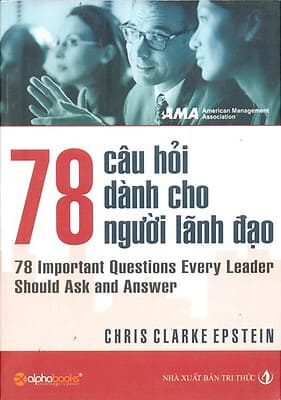 AMA American Management
Association
78
câu hỏi
dành cho
người lãnh đạo
78 Important Questions Every Leader
Should Ask and Answer
CHRIS CLARKE EPSTEIN
alphabooks
NHÀ XUẤT BẢN TRI THỨC